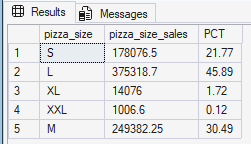 Results Messages
pizza_size pizza_size_sales PCT
1 S 178076.5 21.77
2 L 375318.7 45.89
3 XL 14076 1.72
4 XXL 1006.6 0.12
5 M 249382.25 30.49